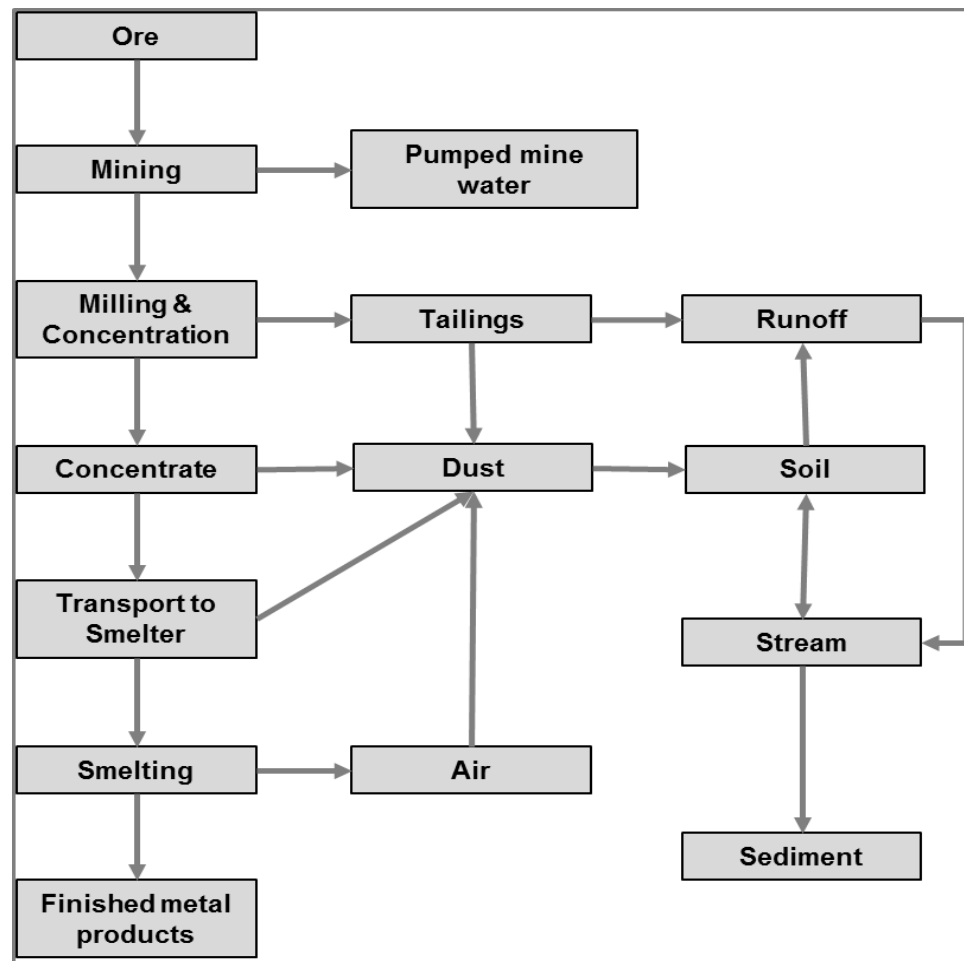 Ore
Mining
Pumped mine
water
Milling &
Concentration
Tailings
Runoff
Concentrate
Dust
Soil
Transport to
Smelter
Stream
Smelting
Air
Sediment
Finished metal
products